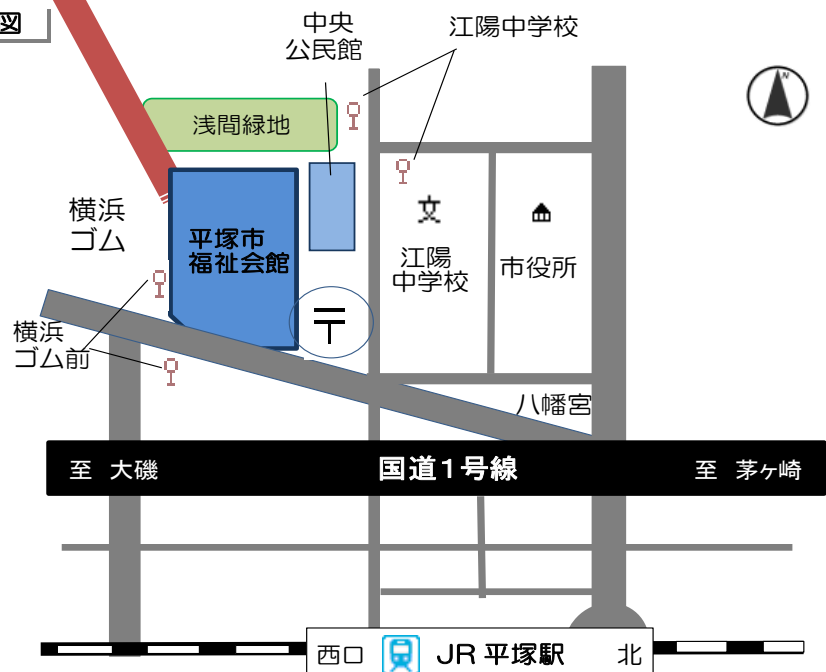 図
中央
公民館
江陽中学校
N
浅間緑地
横浜
ゴム
平塚市
福祉会館
文
江陽
中学校
市役所
〒
横浜
ゴム前
八幡宮
至 大磯
国道1号線
至 茅ヶ崎
西口
JR 平塚駅
北